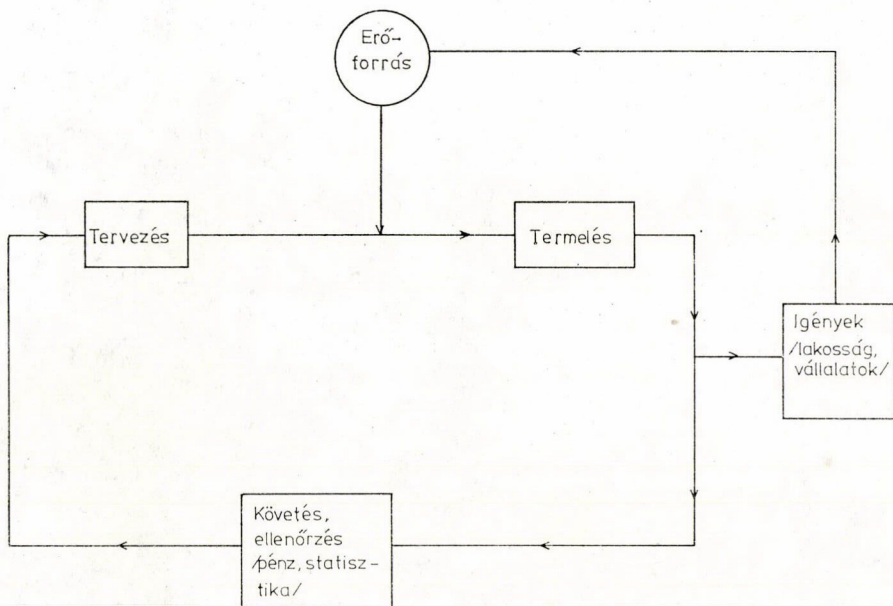 Erő-
forrás
Tervezés
Termelés
Igények
/lakosság,
vállalatok/
Követés,
ellenőrzés
/pénz, statisz-
tika/